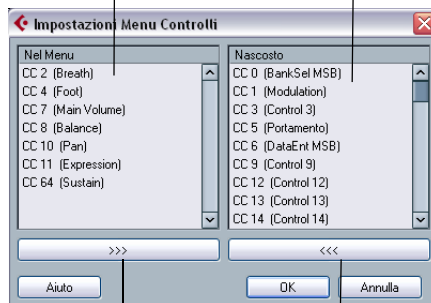 Impostazioni Menu Controlli
Nel Menu
CC 2 (Breath)
CC 4 (Foot)
CC 7 (Main Volume)
CC 8 (Balance)
CC 10 (Pan)
CC 11 (Expression)
CC 64 (Sustain)
Nascosto
CC 0 (BankSel MSB)
CC 1 (Modulation)
CC 3 (Control 3)
CC 5 (Portamento)
CC 6 (DataEnt MSB)
CC 9 (Control 9)
CC 12 (Control 12)
CC 13 (Control 13)
CC 14 (Control 14)
>>>
<<<
Aiuto
OK
Annulla